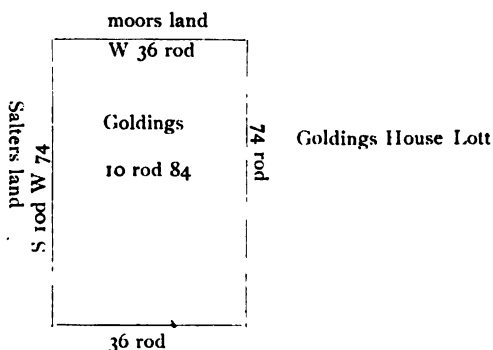 moors land
W 36 rod
Salters land
S rod W 74
Goldings
10 rod 84
74 rod
Goldings House Lott
36 rod